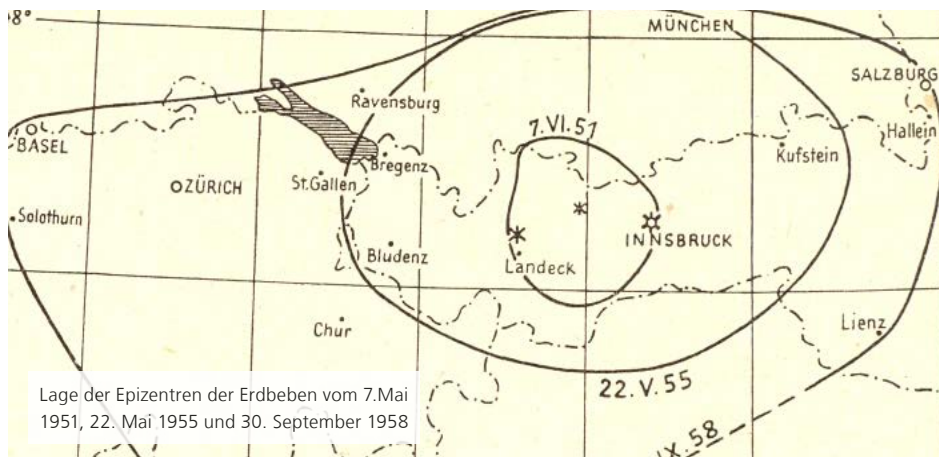 8°
MÜNCHEN
SALZBURG
Ravensburg
7. VI. 51
Hallein
BASEL
Bregenz
Kufstein
St.Gallen
ZÜRICH
Solothurn
INNSBRUCK
Bludenz
Landeck
Chur
Lienz
22. V. 55
Lage der Epizentren der Erdbeben vom 7.Mai
1951, 22. Mai 1955 und 30. September 1958
IX. 58